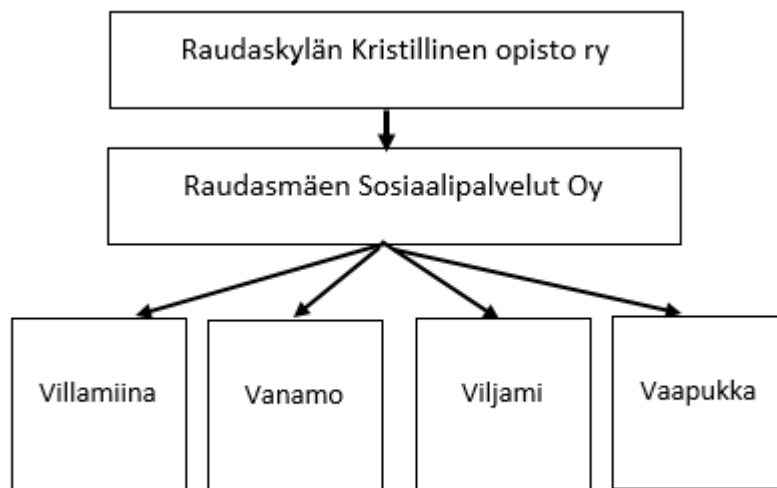 Raudaskylän Kristillinen opisto ry
Raudasmäen Sosiaalipalvelut Oy
Villamiina
Vanamo
Viljami
Vaapukka